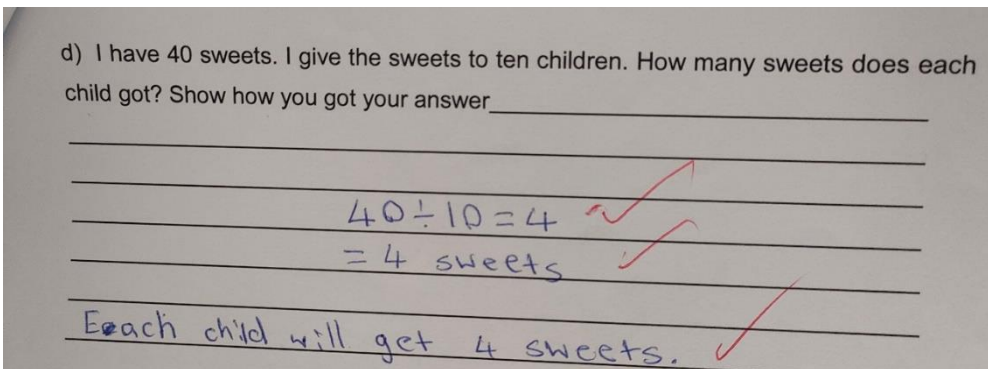 d) I have 40 sweets. I give the sweets to ten children. How many sweets does each
child got? Show how you got your answer
40÷10=4
=4 sweets
Eeach child will get 4 sweets.